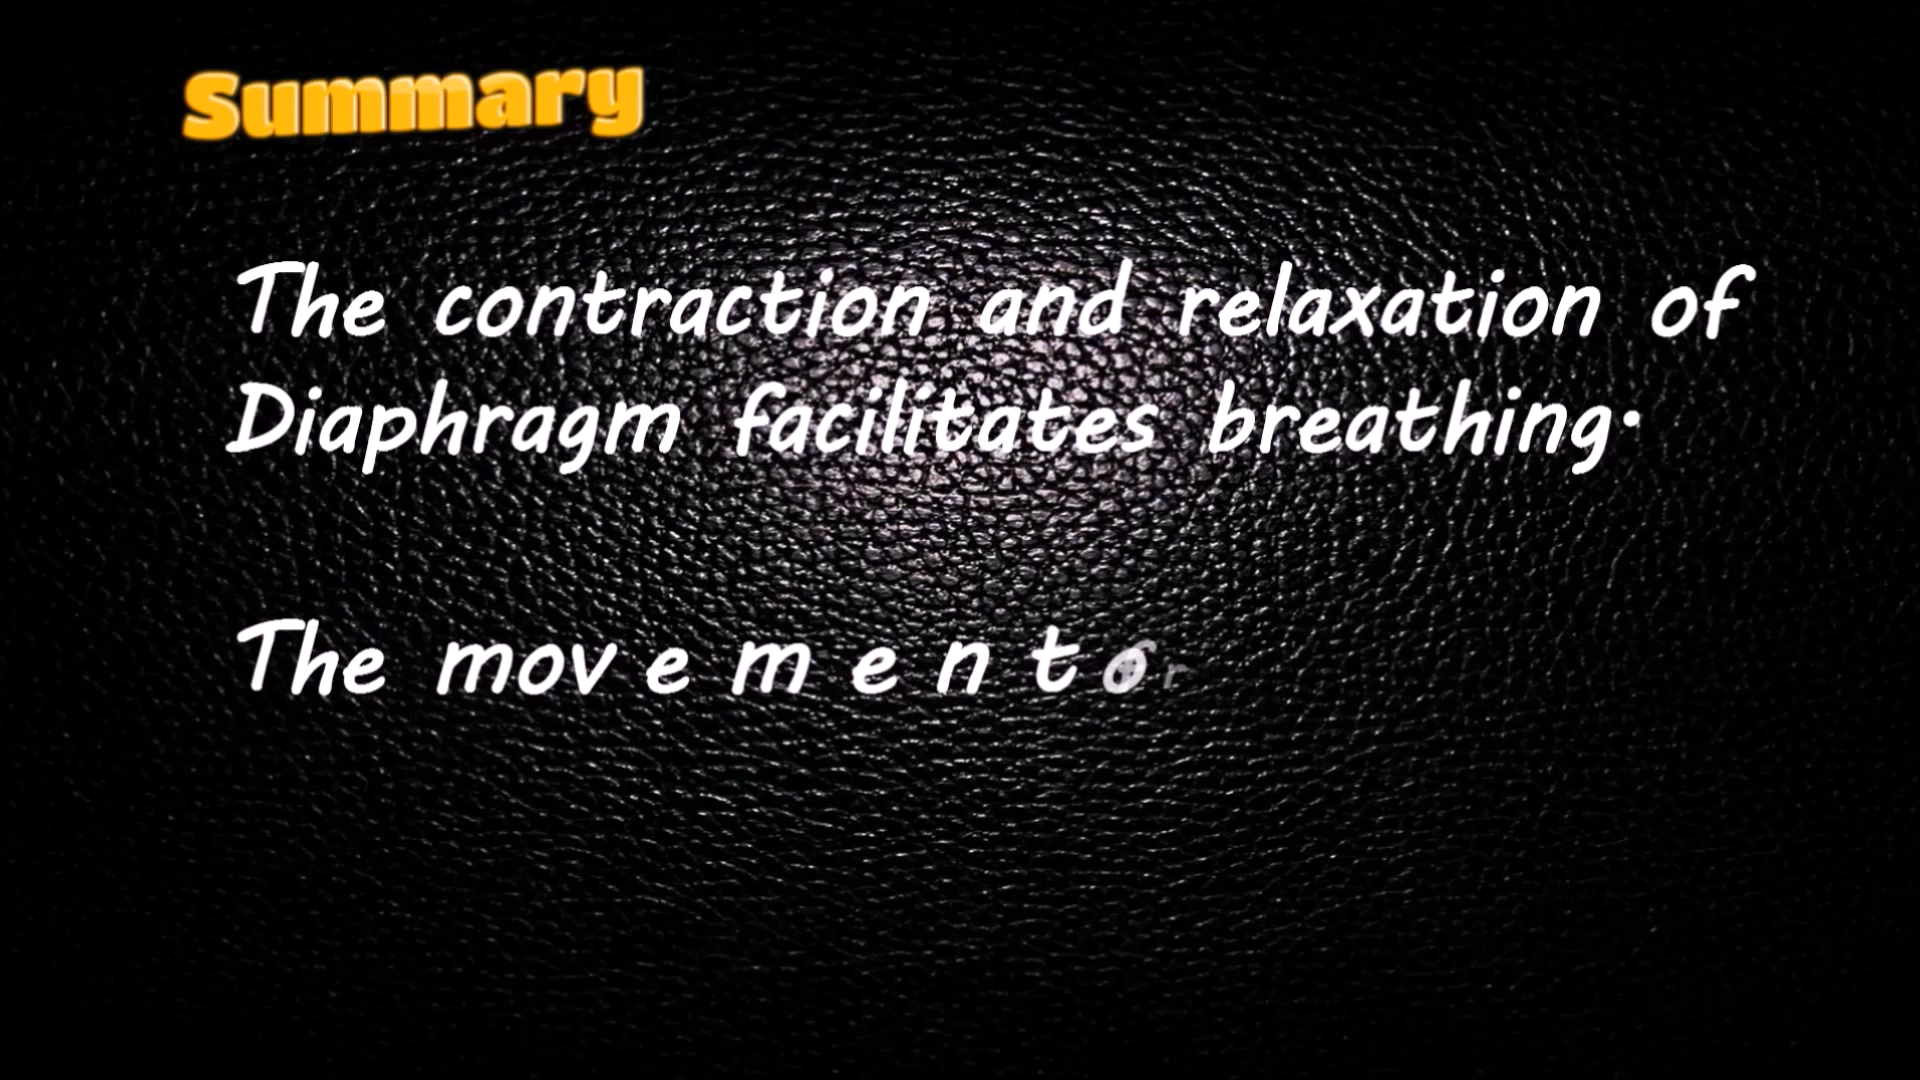 Summary
The contraction and relaxation of
Diaphragm facilitates breathing.
The movement